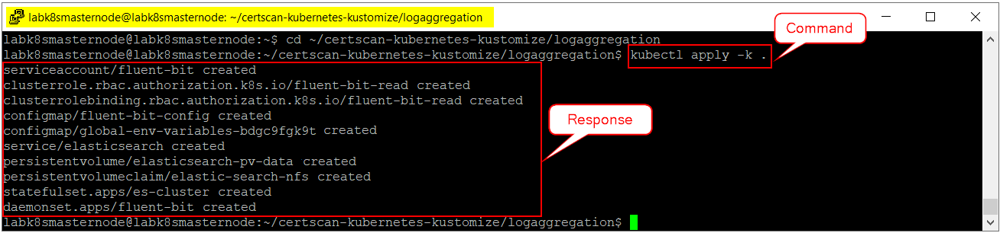 labk8smasternode@labk8smasternode: ~/certscan-kubernetes-kustomize/logaggregation
labk8smasternode@labk8smasternode:~$ cd ~/certscan-kubernetes-kustomize/logaggregation
Command
labk8smasternode@labk8smasternode:~/certscan-kubernetes-kustomize/logaggregation$ kubectl apply -k .
serviceaccount/fluent-bit created
clusterrole.rbac.authorization.k8s.io/fluent-bit-read created
clusterrolebinding.rbac.authorization.k8s.io/fluent-bit-read created
configmap/fluent-bit-config created
Response
configmap/global-env-variables-bdgc9fgk9t created
service/elasticsearch created
persistentvolume/elasticsearch-pv-data created
persistentvolumeclaim/elastic-search-nfs created
statefulset.apps/es-cluster created
daemonset.apps/fluent-bit created
labk8smasternode@labk8smasternode:~/certscan-kubernetes-kustomize/logaggregation$